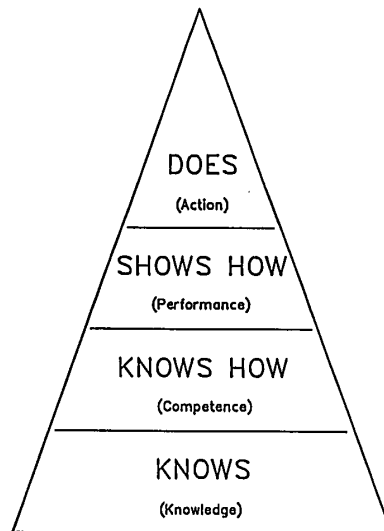 DOES
(Action)
SHOWS HOW
(Performance)
KNOWS HOW
(Competence)
KNOWS
(Knowledge)